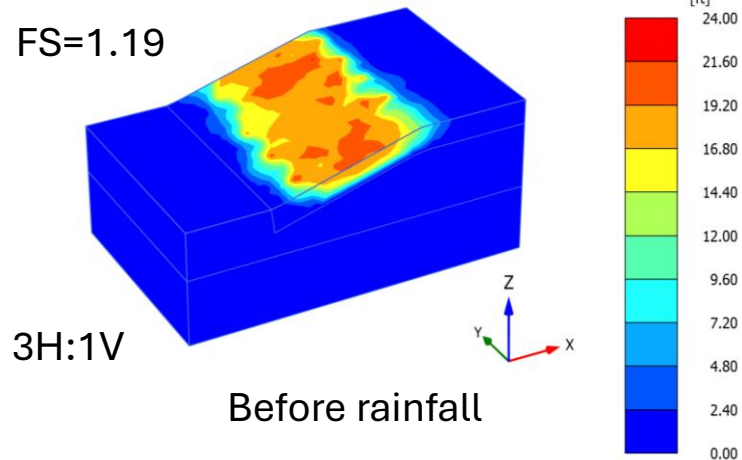 [ft]
FS=1.19
24.00
21.60
19.20
16.80
14.40
12.00
9.60
7.20
4.80
2.40
0.00
3H:1V
Z
Y
X
Before rainfall